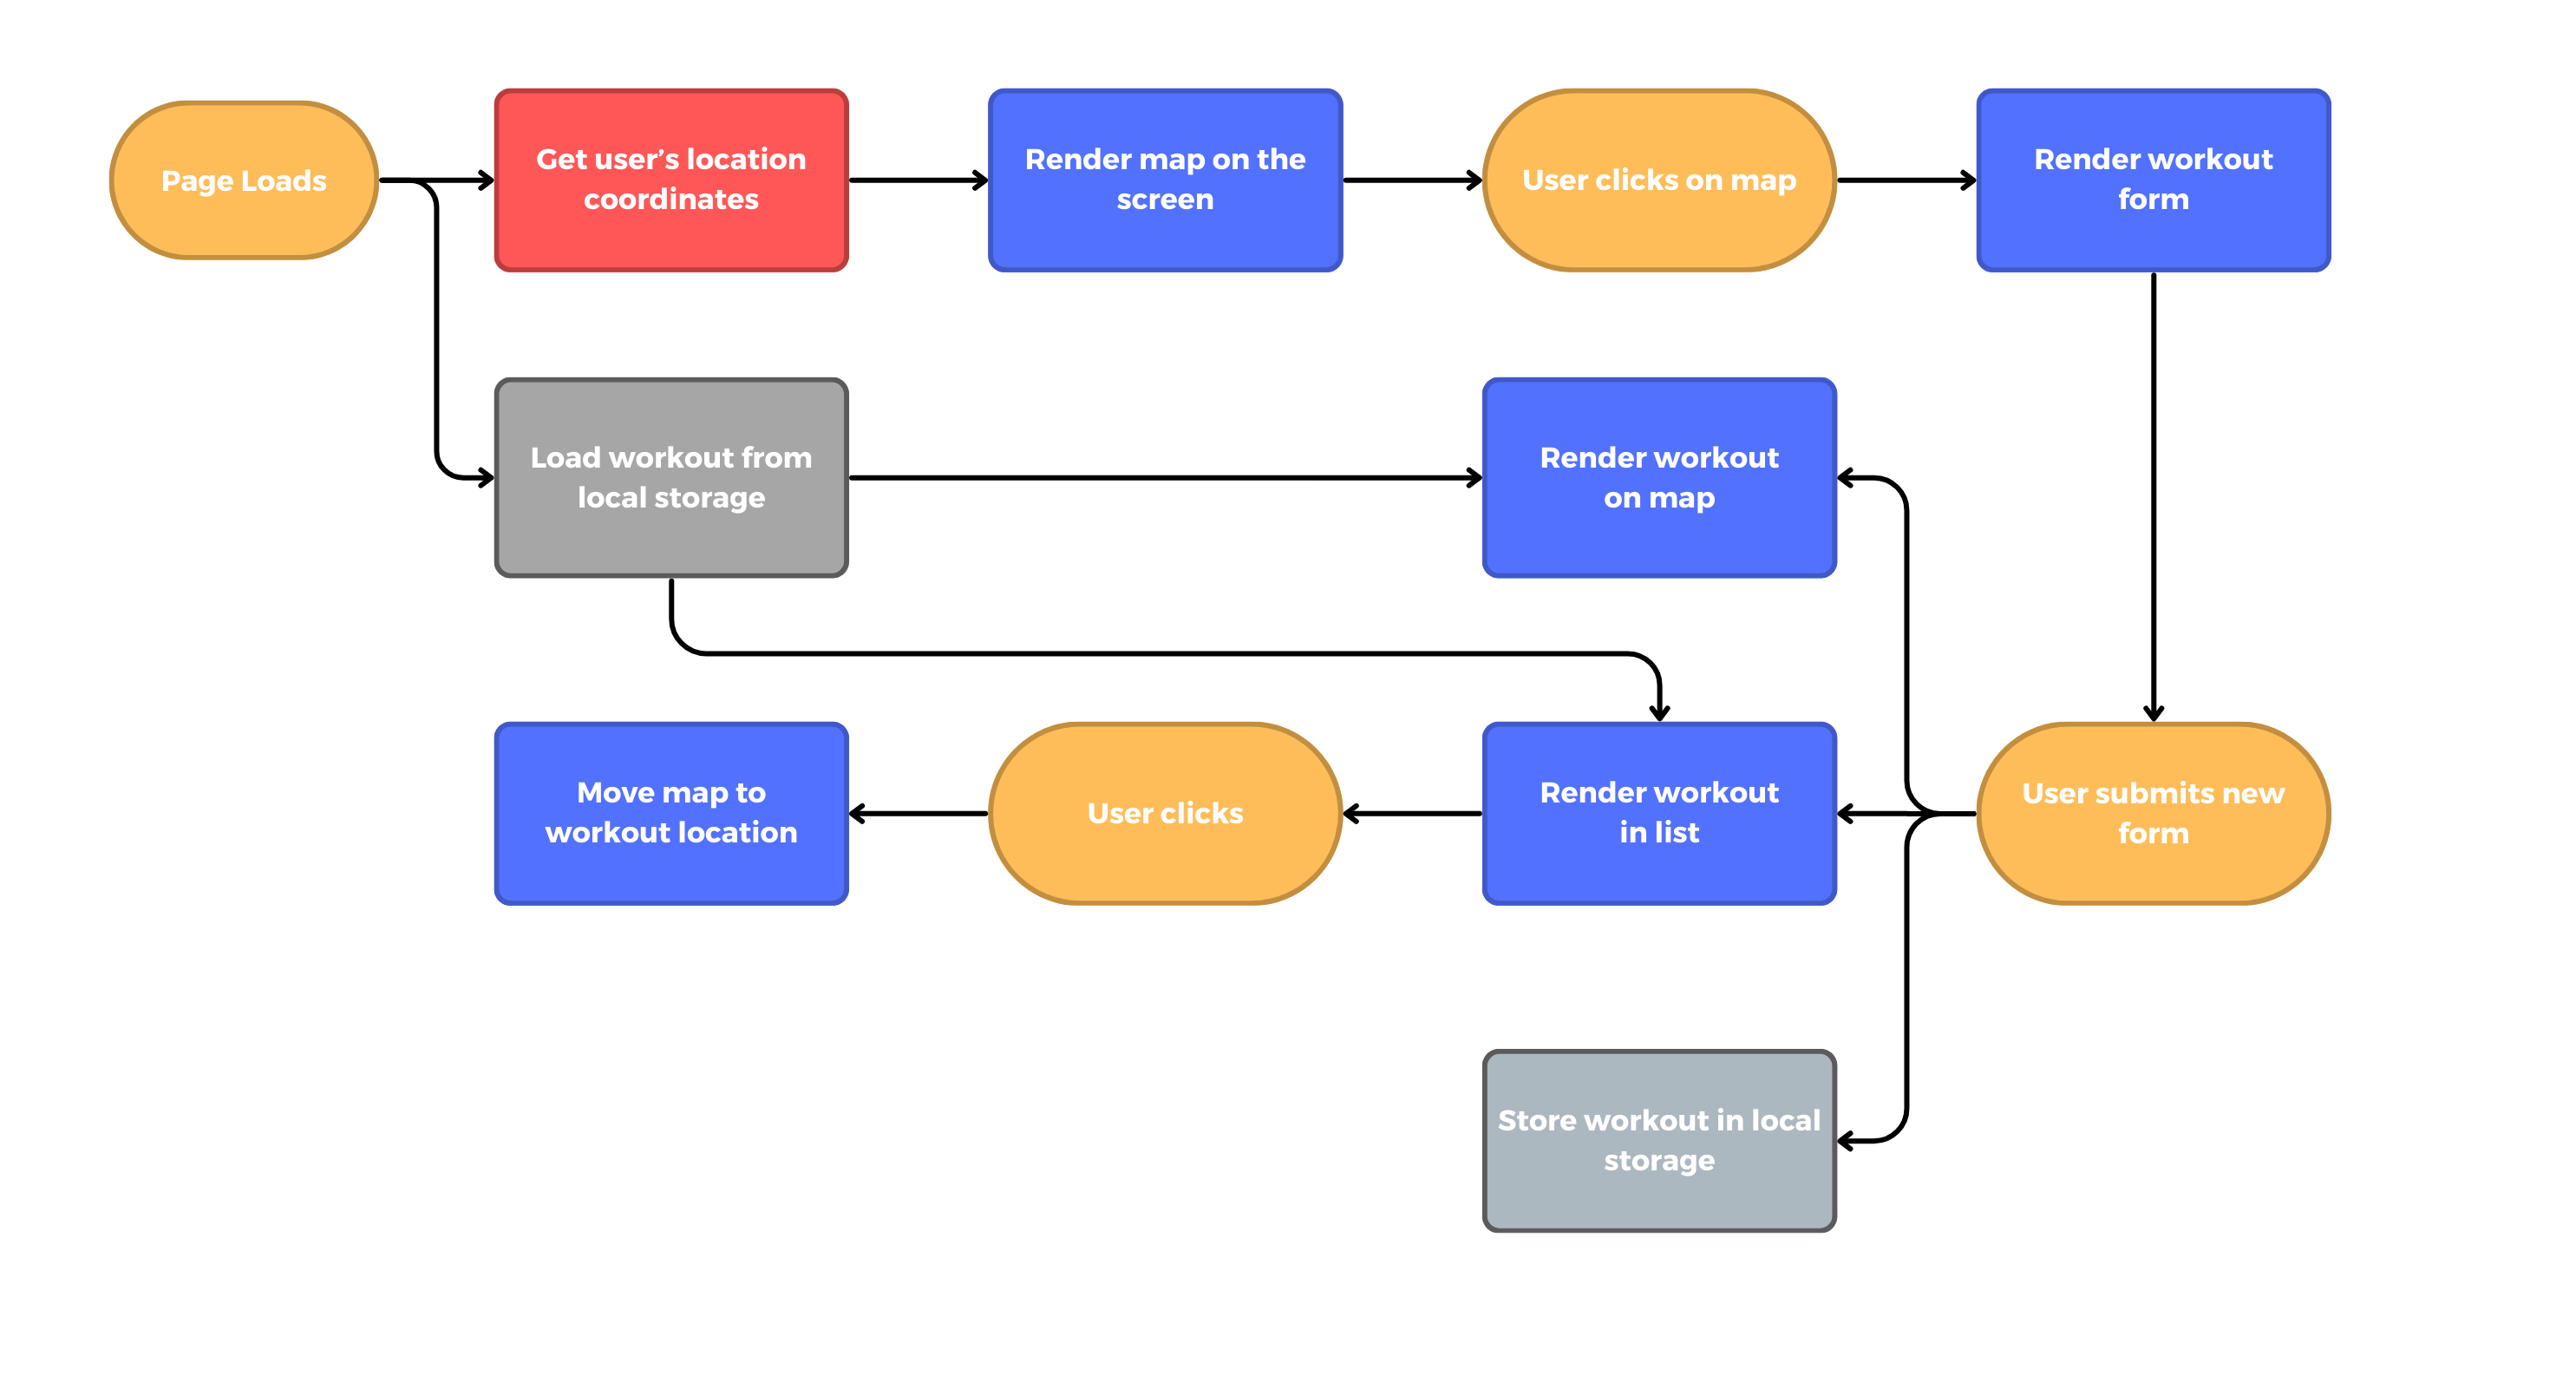 Page Loads
Get user’s location
coordinates
Render map on the
screen
User clicks on map
Render workout
form
Load workout from
local storage
Render workout
on map
Move map to
workout location
User clicks
Render workout
in list
User submits new
form
Store workout in local
storage